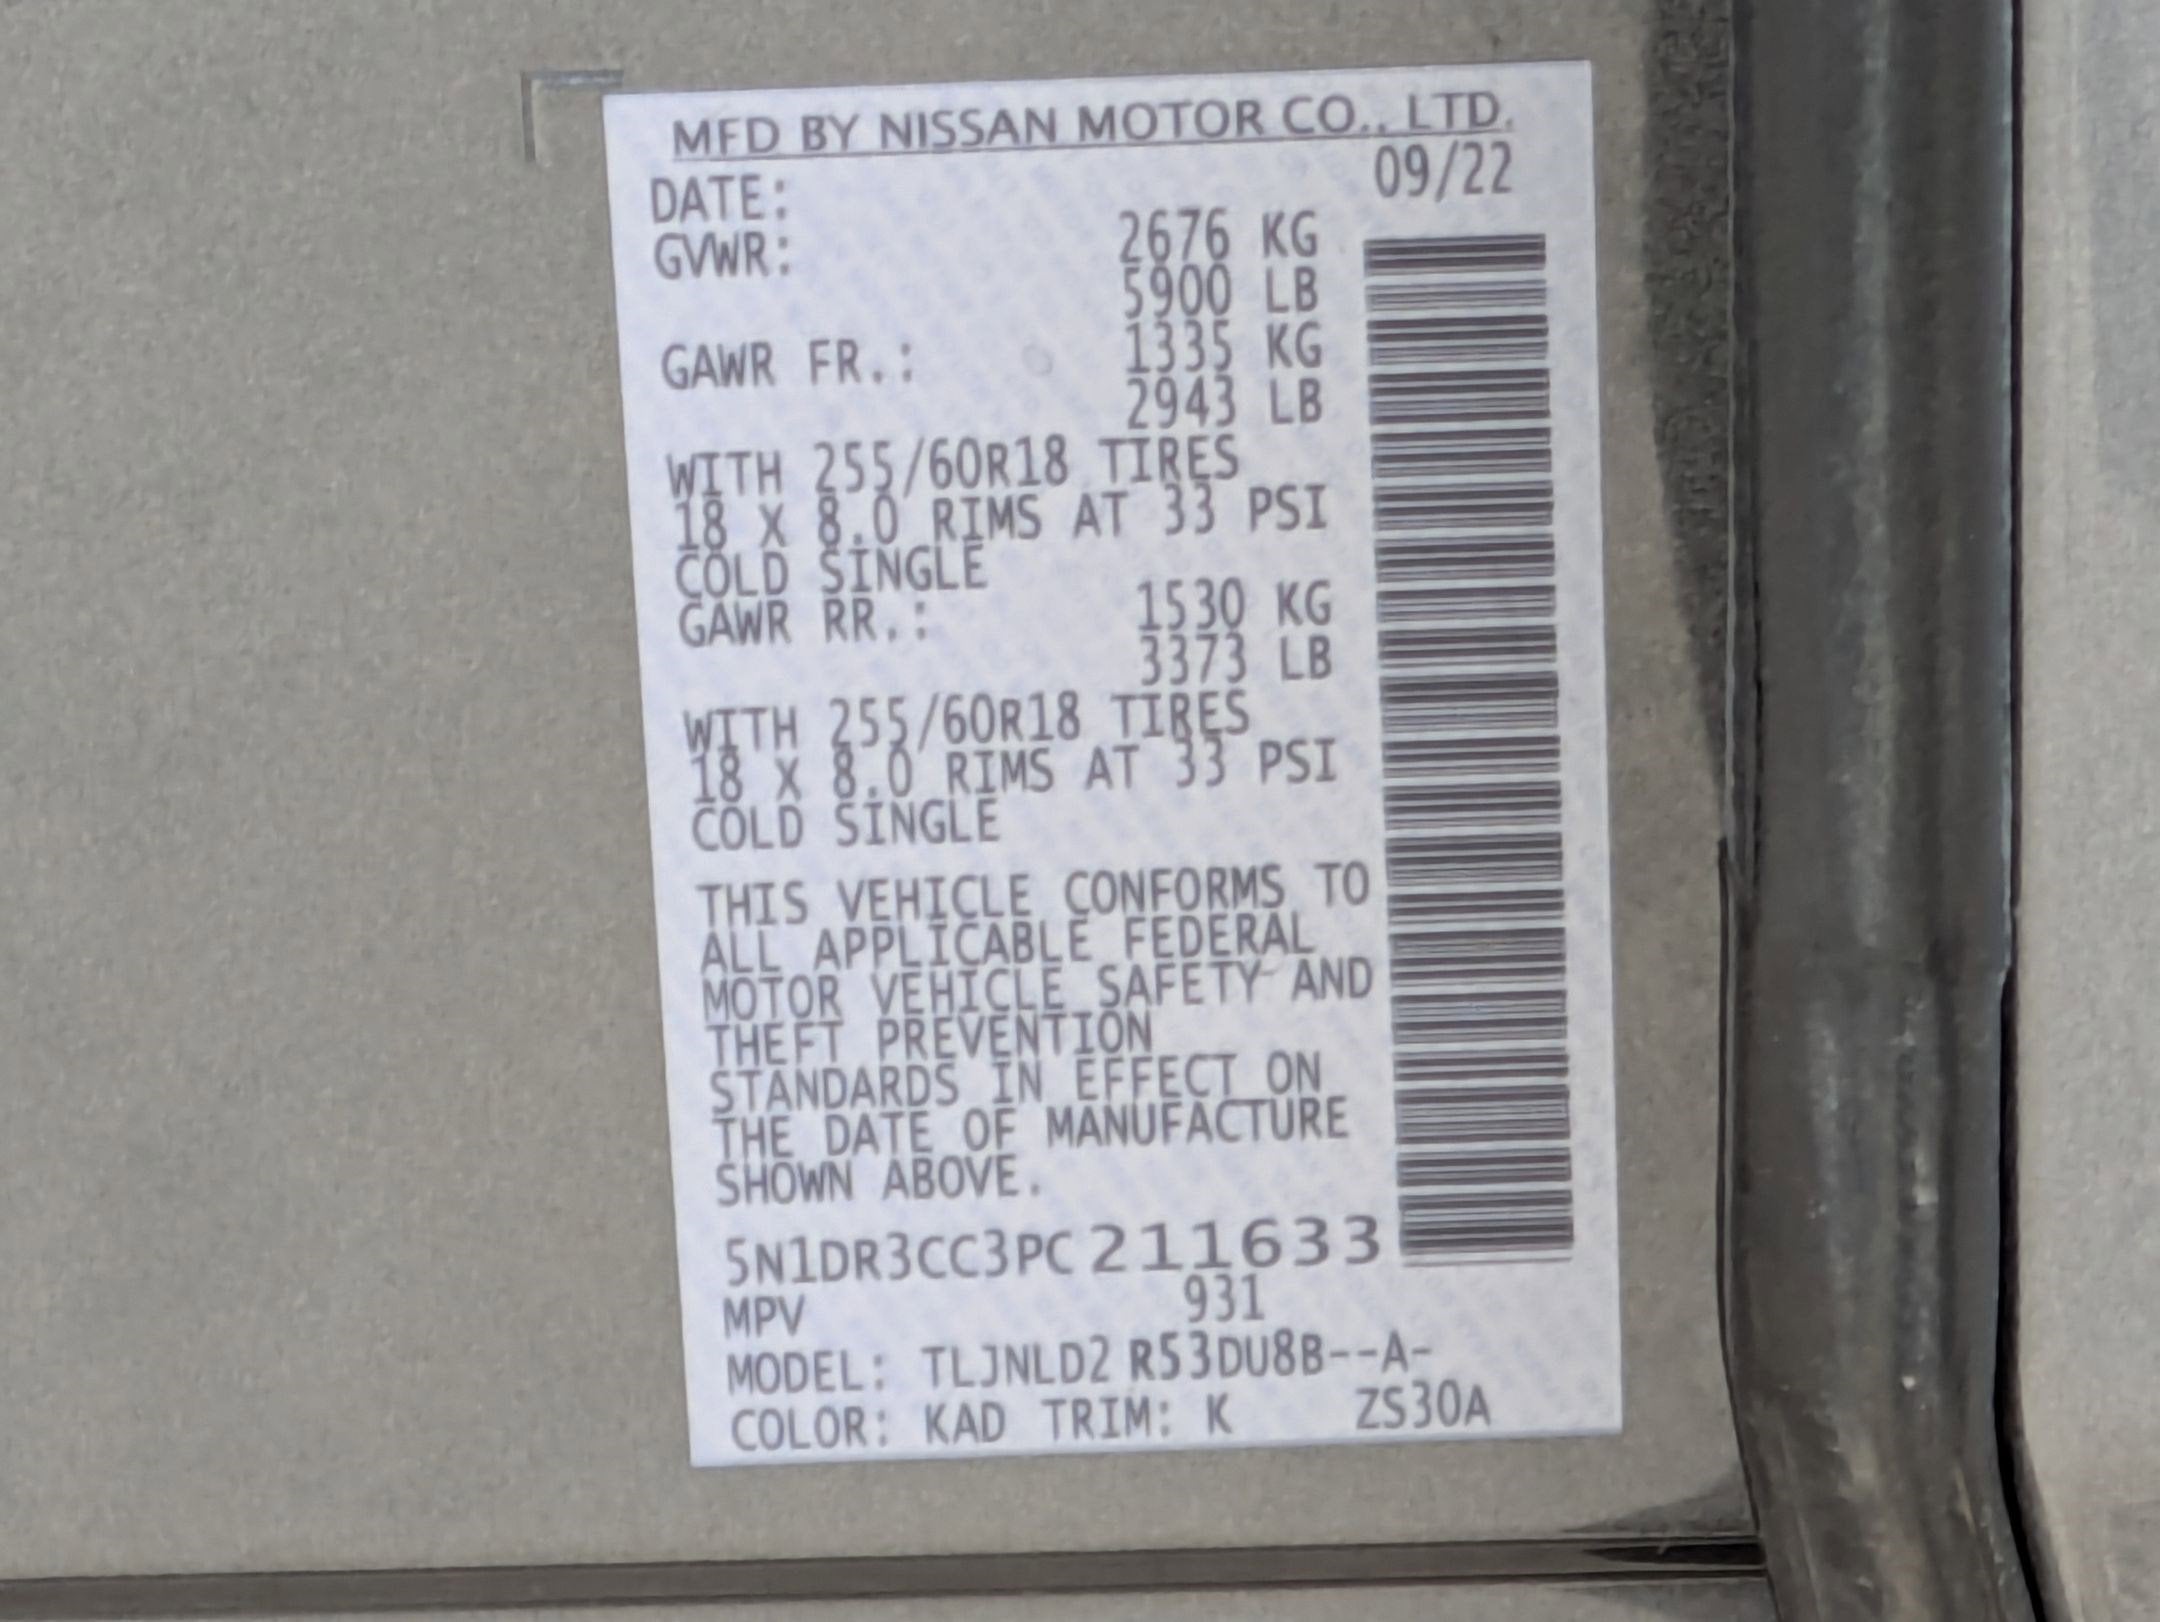 MFD BY NISSAN MOTOR CO., LTD.
DATE: 09/22
GVWR: 2676 KG
5900 LB
GAWR FR.: 1335 KG
2943 LB
WITH 255/60R18 TIRES
18 X 8.0 RIMS AT 33 PSI
COLD SINGLE
GAWR RR.: 1530 KG
3373 LB
WITH 255/60R18 TIRES
18 X 8.0 RIMS AT 33 PSI
COLD SINGLE
THIS VEHICLE CONFORMS TO
ALL APPLICABLE FEDERAL
MOTOR VEHICLE SAFETY AND
THEFT PREVENTION
STANDARDS IN EFFECT ON
THE DATE OF MANUFACTURE
SHOWN ABOVE.
5N1DR3CC3PC211633
MPV 931
MODEL: TLJNLD2 R53DU8B--A-
COLOR: KAD TRIM: K ZS30A